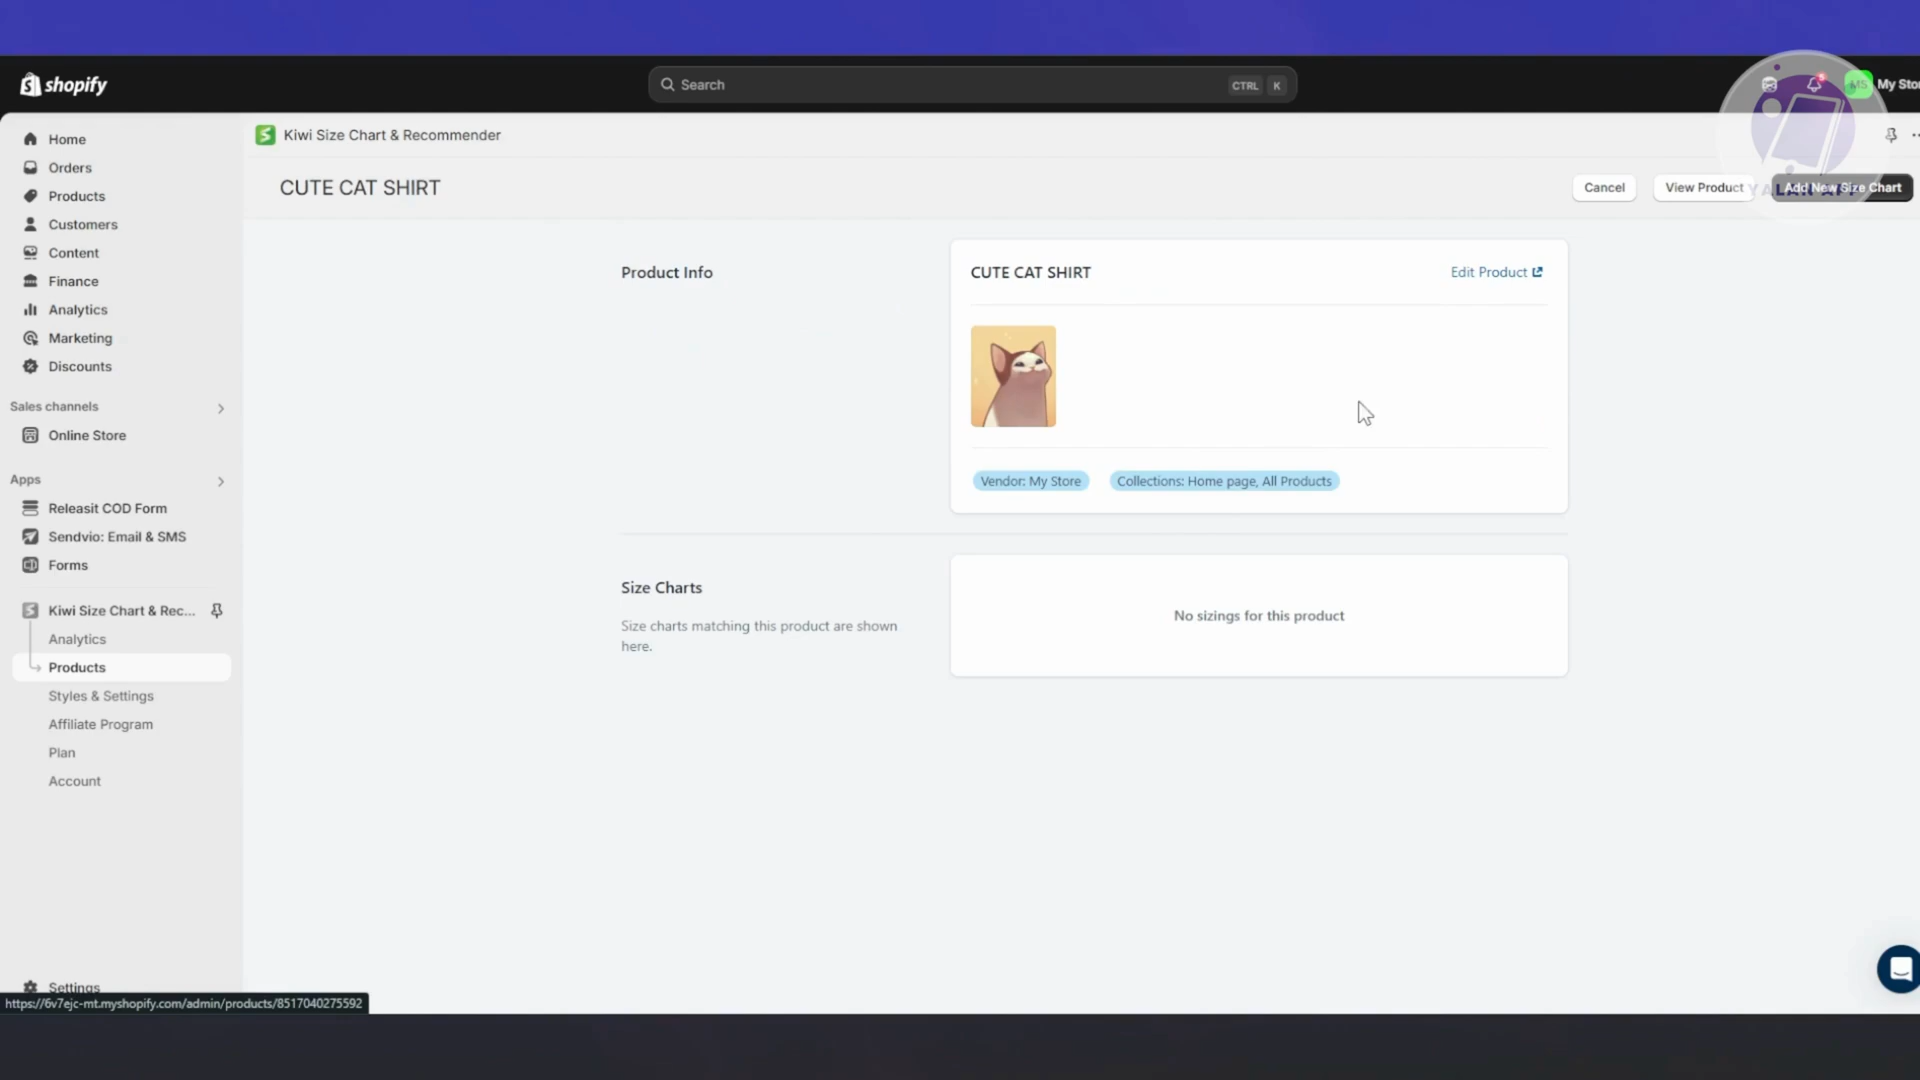 shopify
Search
CTRL K
MS
My Sto
Home
Orders
Products
Customers
Content
Finance
Analytics
Marketing
Discounts
Sales channels
Online Store
Apps
Releasit COD Form
Sendvio: Email & SMS
Forms
Kiwi Size Chart & Rec...
Analytics
Products
Styles & Settings
Affiliate Program
Plan
Account
Settings
https://6v7ejc-mt.myshopify.com/admin/products/8517040275592
Kiwi Size Chart & Recommender
CUTE CAT SHIRT
Cancel
View Product
Add New Size Chart
Product Info
CUTE CAT SHIRT
Edit Product
Vendor: My Store
Collections: Home page, All Products
Size Charts
Size charts matching this product are shown
here.
No sizings for this product